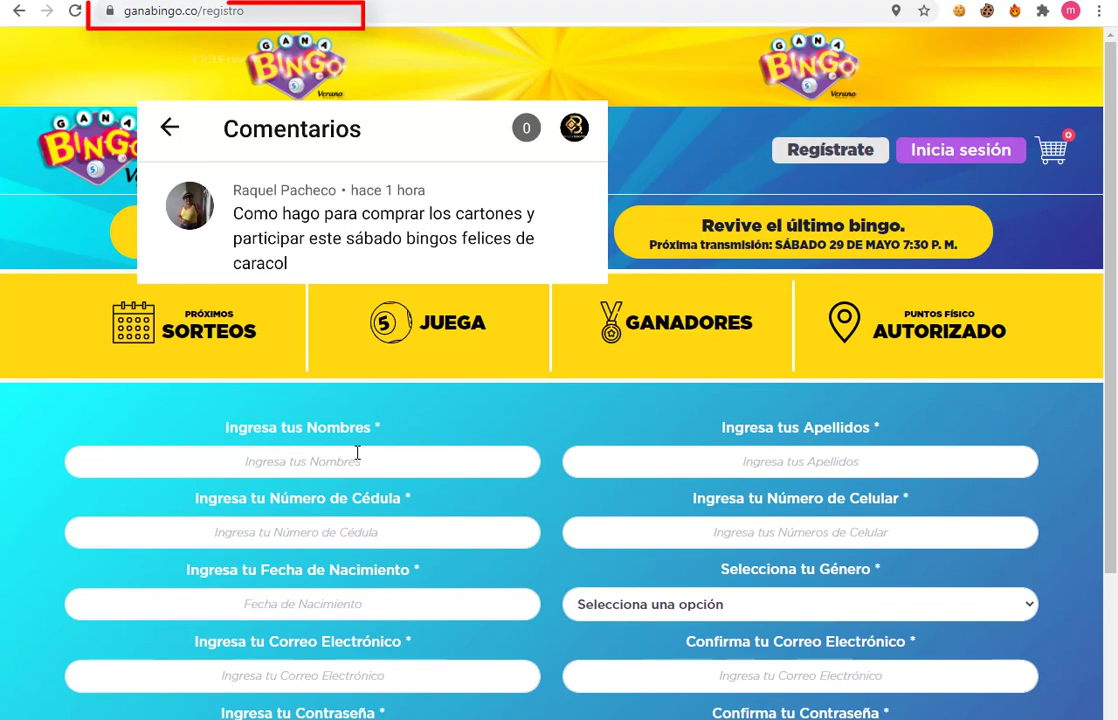 ganabingo.co/registro
m
GANA
BINGO
Verano
GANA
BINGO
Verano
GANA
BINGO
Comentarios
0
Regístrate
Inicia sesión
0
Raquel Pacheco • hace 1 hora
Como hago para comprar los cartones y
participar este sábado bingos felices de
caracol
Revive el último bingo.
Próxima transmisión: SÁBADO 29 DE MAYO 7:30 P. M.
PRÓXIMOS
SORTEOS
5
JUEGA
GANADORES
PUNTOS FÍSICO
AUTORIZADO
Ingresa tus Nombres *
Ingresa tus Apellidos *
Ingresa tus Nombres
Ingresa tus Apellidos
Ingresa tu Número de Cédula *
Ingresa tu Número de Celular *
Ingresa tu Número de Cédula
Ingresa tus Números de Celular
Ingresa tu Fecha de Nacimiento *
Selecciona tu Género *
Fecha de Nacimiento
Selecciona una opción
Ingresa tu Correo Electrónico *
Confirma tu Correo Electrónico *
Ingresa tu Correo Electrónico
Ingresa tu Correo Electrónico
Ingresa tu Contraseña *
Confirma tu Contraseña *